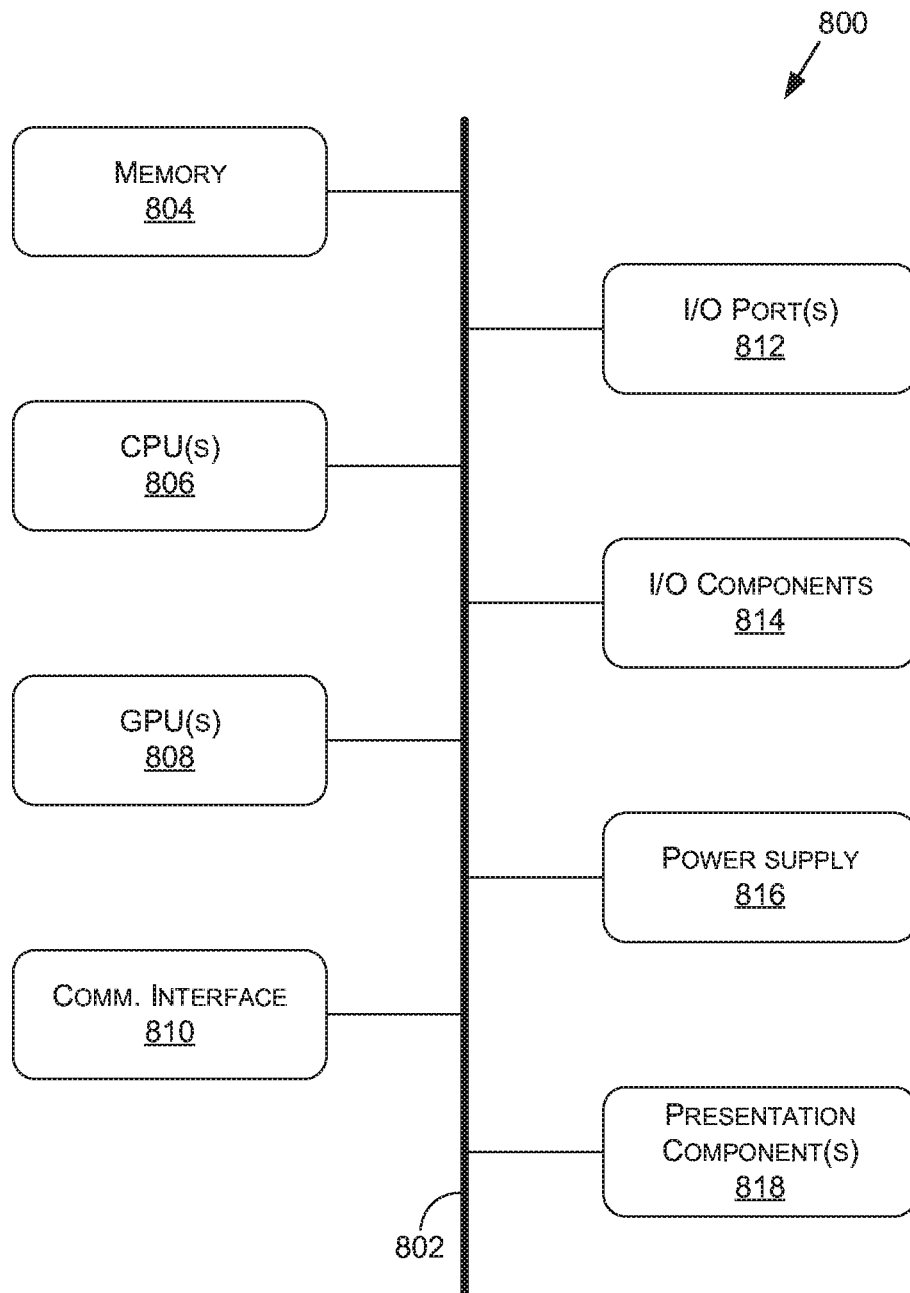 800
MEMORY
804
I/O PORT(S)
812
CPU(S)
806
I/O COMPONENTS
814
GPU(S)
808
POWER SUPPLY
816
COMM. INTERFACE
810
PRESENTATION
COMPONENT(S)
818
802